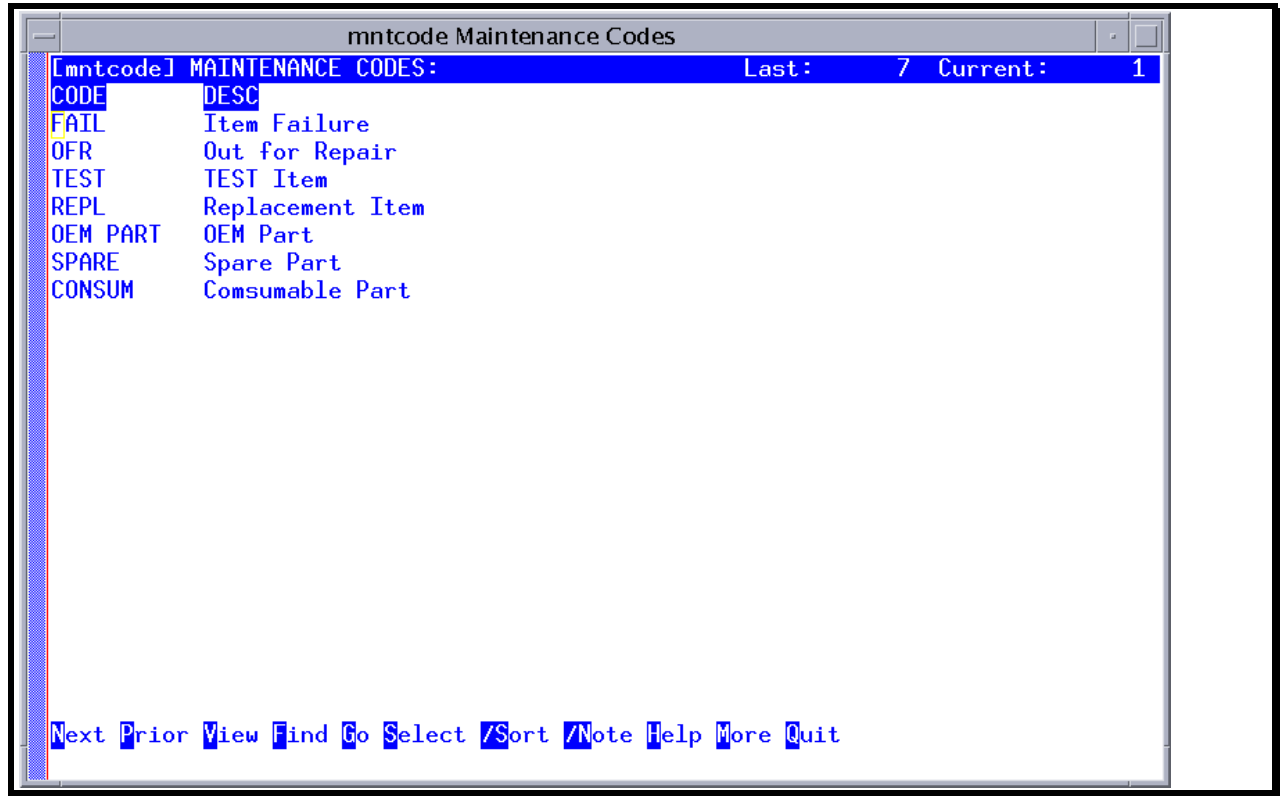 mntcode Maintenance Codes
[mntcode] MAINTENANCE CODES: Last: 7 Current: 1
CODE DESC
FAIL Item Failure
OFR Out for Repair
TEST TEST Item
REPL Replacement Item
OEM PART OEM Part
SPARE Spare Part
CONSUM Comsumable Part
Next Prior View Find Go Select /Sort /Note Help More Quit